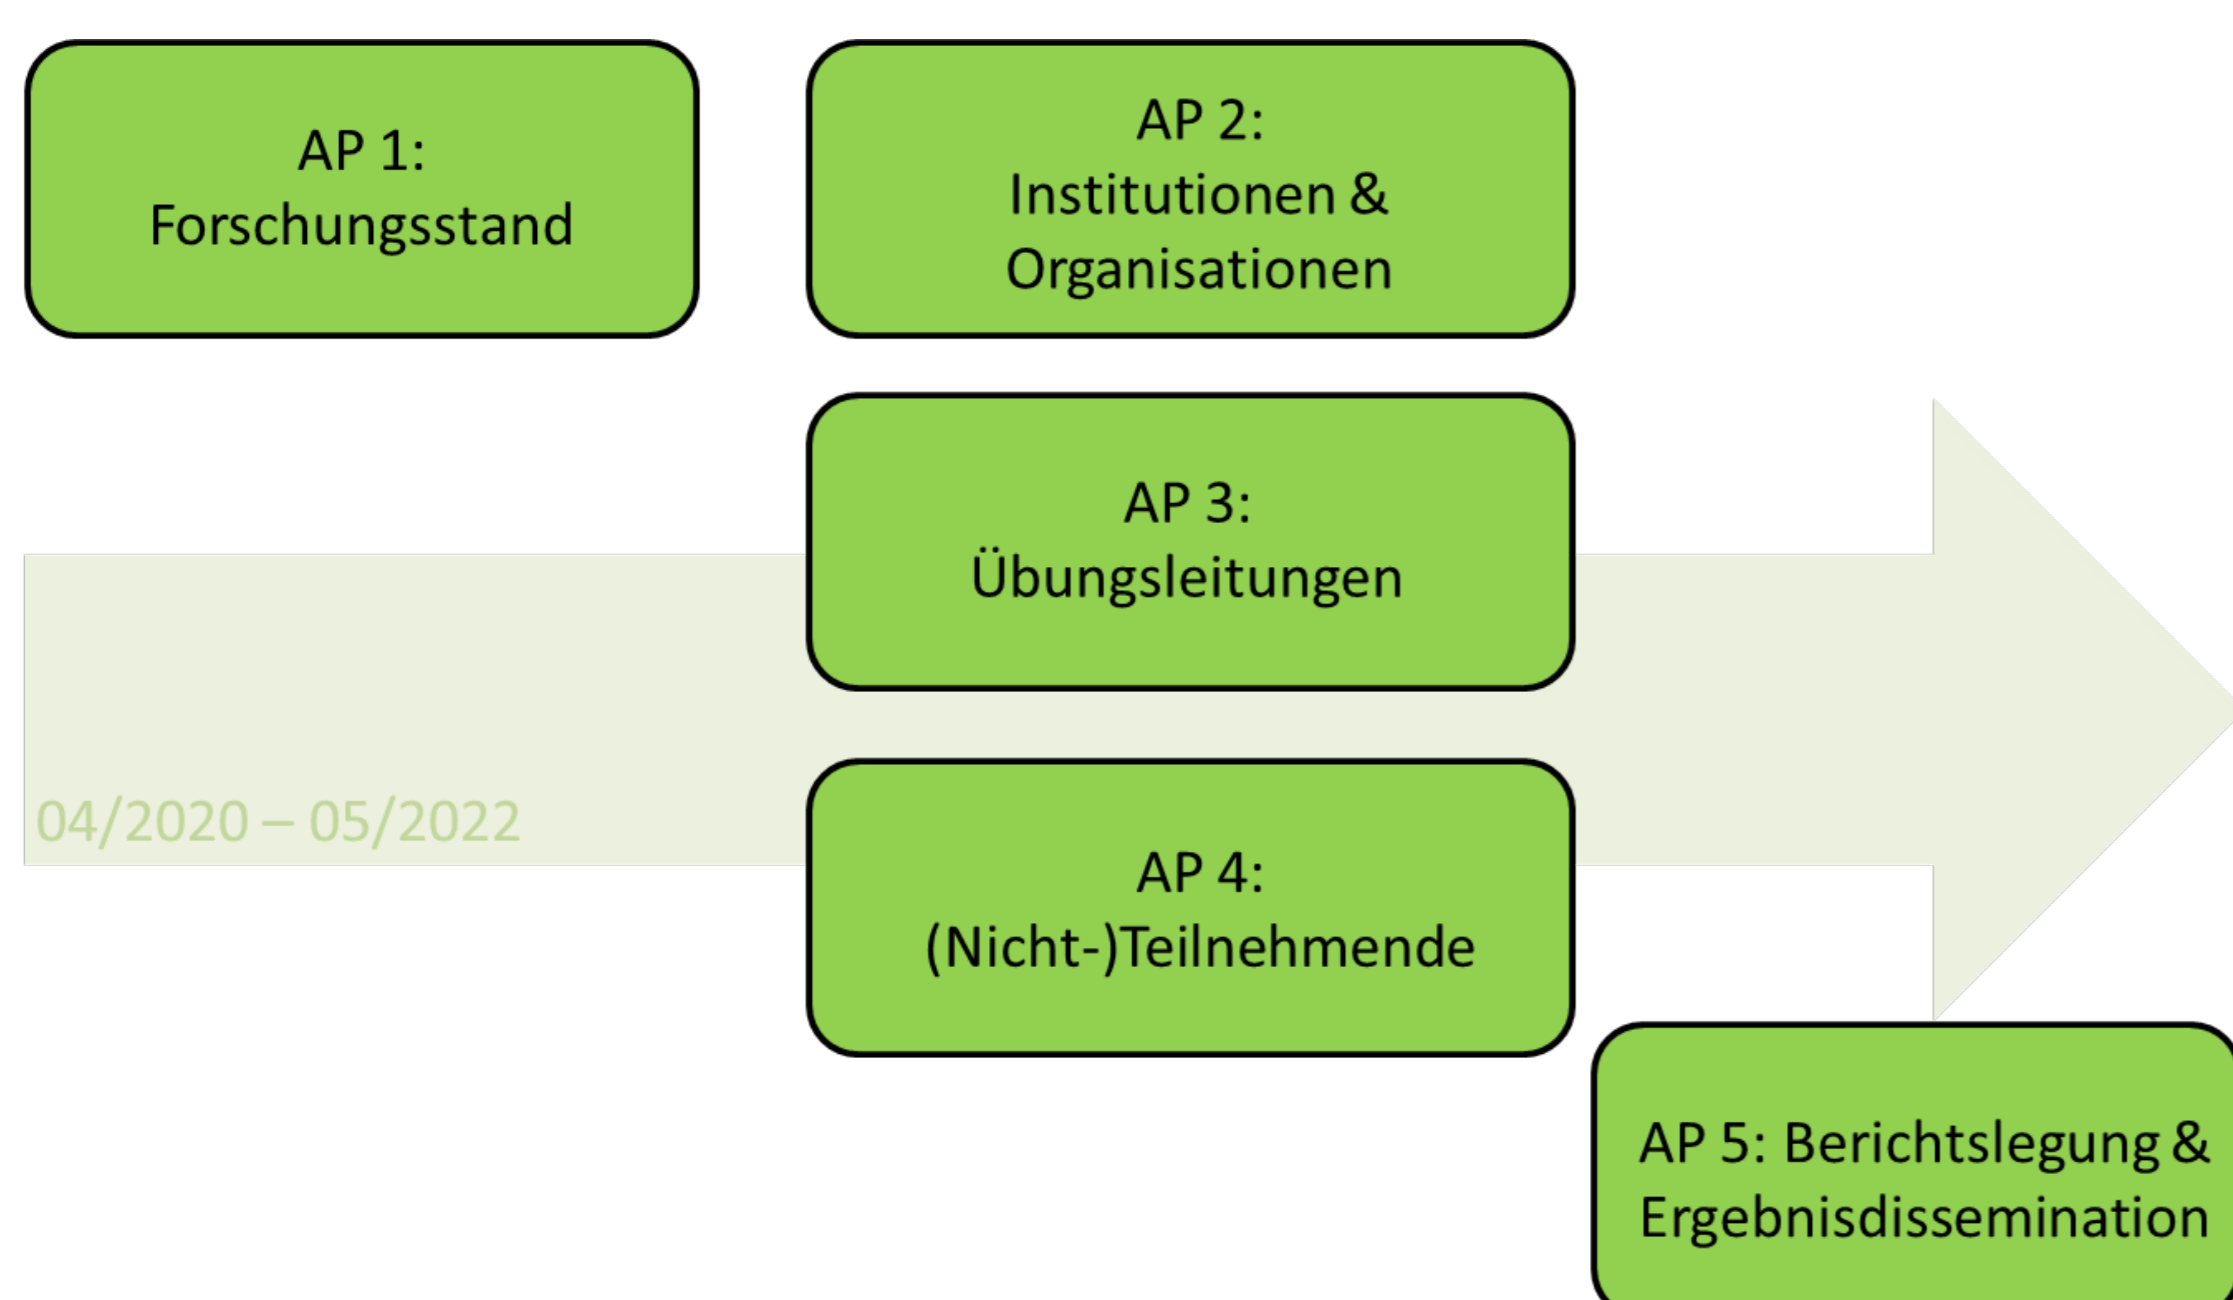 AP 1:
Forschungsstand
AP 2:
Institutionen &
Organisationen
AP 3:
Übungsleitungen
04/2020 – 05/2022
AP 4:
(Nicht-)Teilnehmende
AP 5: Berichtslegung &
Ergebnisdissemination